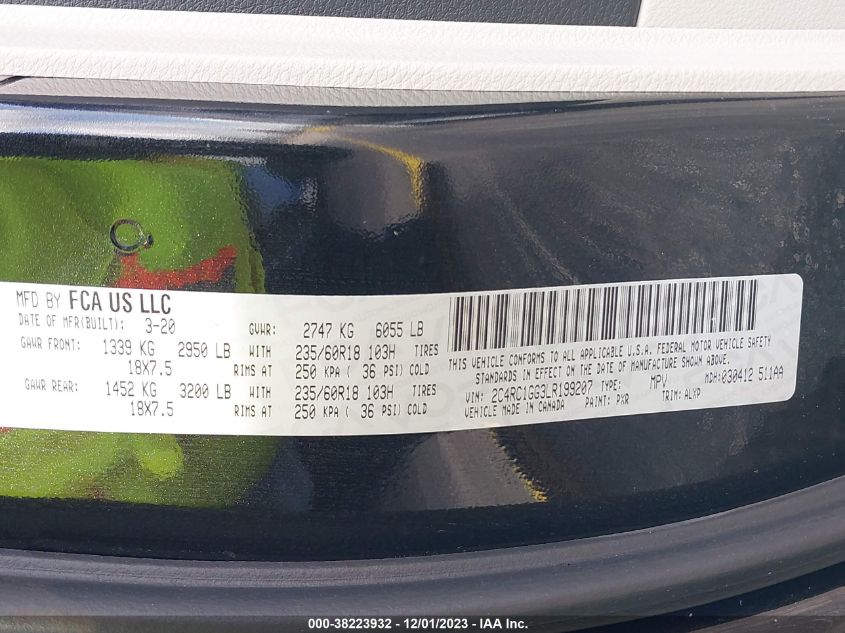 MFD BY FCA US LLC
DATE OF MFR(BUILT): 3-20 GVWR: 2747 KG 6055 LB
GAWR FRONT: 1339 KG 2950 LB WITH 235/60R18 103H TIRES
18X7.5 RIMS AT 250 KPA ( 36 PSI) COLD
GAWR REAR: 1452 KG 3200 LB WITH 235/60R18 103H TIRES
18X7.5 RIMS AT 250 KPA ( 36 PSI) COLD
THIS VEHICLE CONFORMS TO ALL APPLICABLE U.S.A. FEDERAL MOTOR VEHICLE SAFETY
STANDARDS IN EFFECT ON THE DATE OF MANUFACTURE SHOWN ABOVE.
VIN: 2C4RC1GG3LR199207 TYPE: MPV MDH:030412 511AA
VEHICLE MADE IN CANADA PAINT: PXR TRIM: ALXP
000-38223932 - 12/01/2023 - IAA Inc.